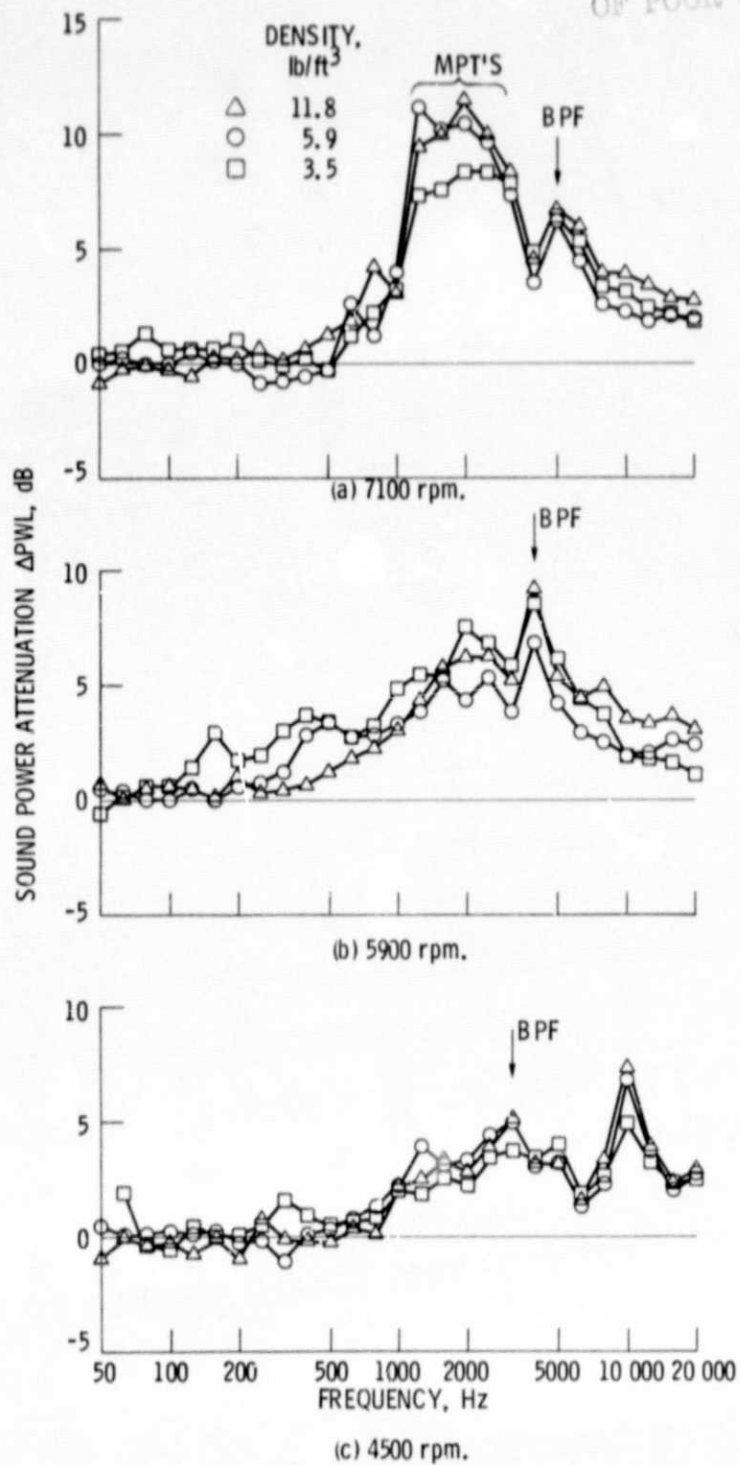 OF POOR
15
DENSITY,
lb/ft³
MPT'S
△ 11.8
○ 5.9
□ 3.5
BPF
10
5
0
-5
(a) 7100 rpm.
BPF
10
5
0
-5
(b) 5900 rpm.
SOUND POWER ATTENUATION ΔPWL, dB
BPF
10
5
0
-5
50 100 200 500 1000 2000 5000 10 000 20 000
FREQUENCY, Hz
(c) 4500 rpm.